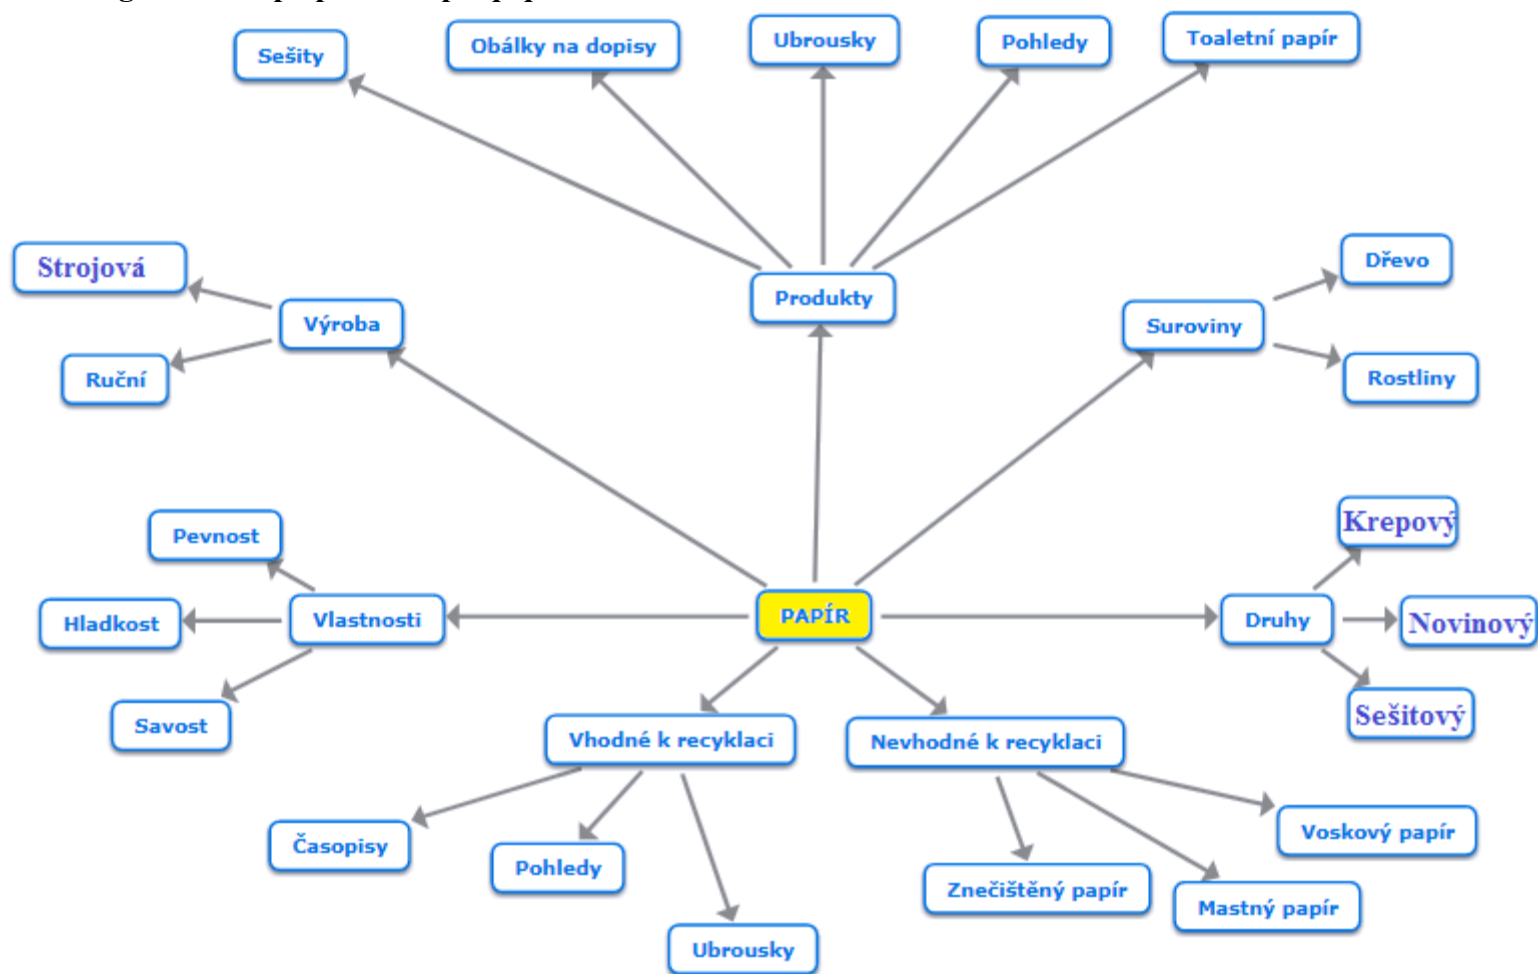 Sešity
Obálky na dopisy
Ubrousky
Pohledy
Toaletní papír
Strojová
Výroba
Ruční
Produkty
Suroviny
Dřevo
Rostliny
Pevnost
Hladkost
Vlastnosti
Savost
PAPÍR
Druhy
Krepový
Novinový
Sešitový
Vhodné k recyklaci
Nevhodné k recyklaci
Časopisy
Pohledy
Ubrousky
Znečištěný papír
Mastný papír
Voskový papír